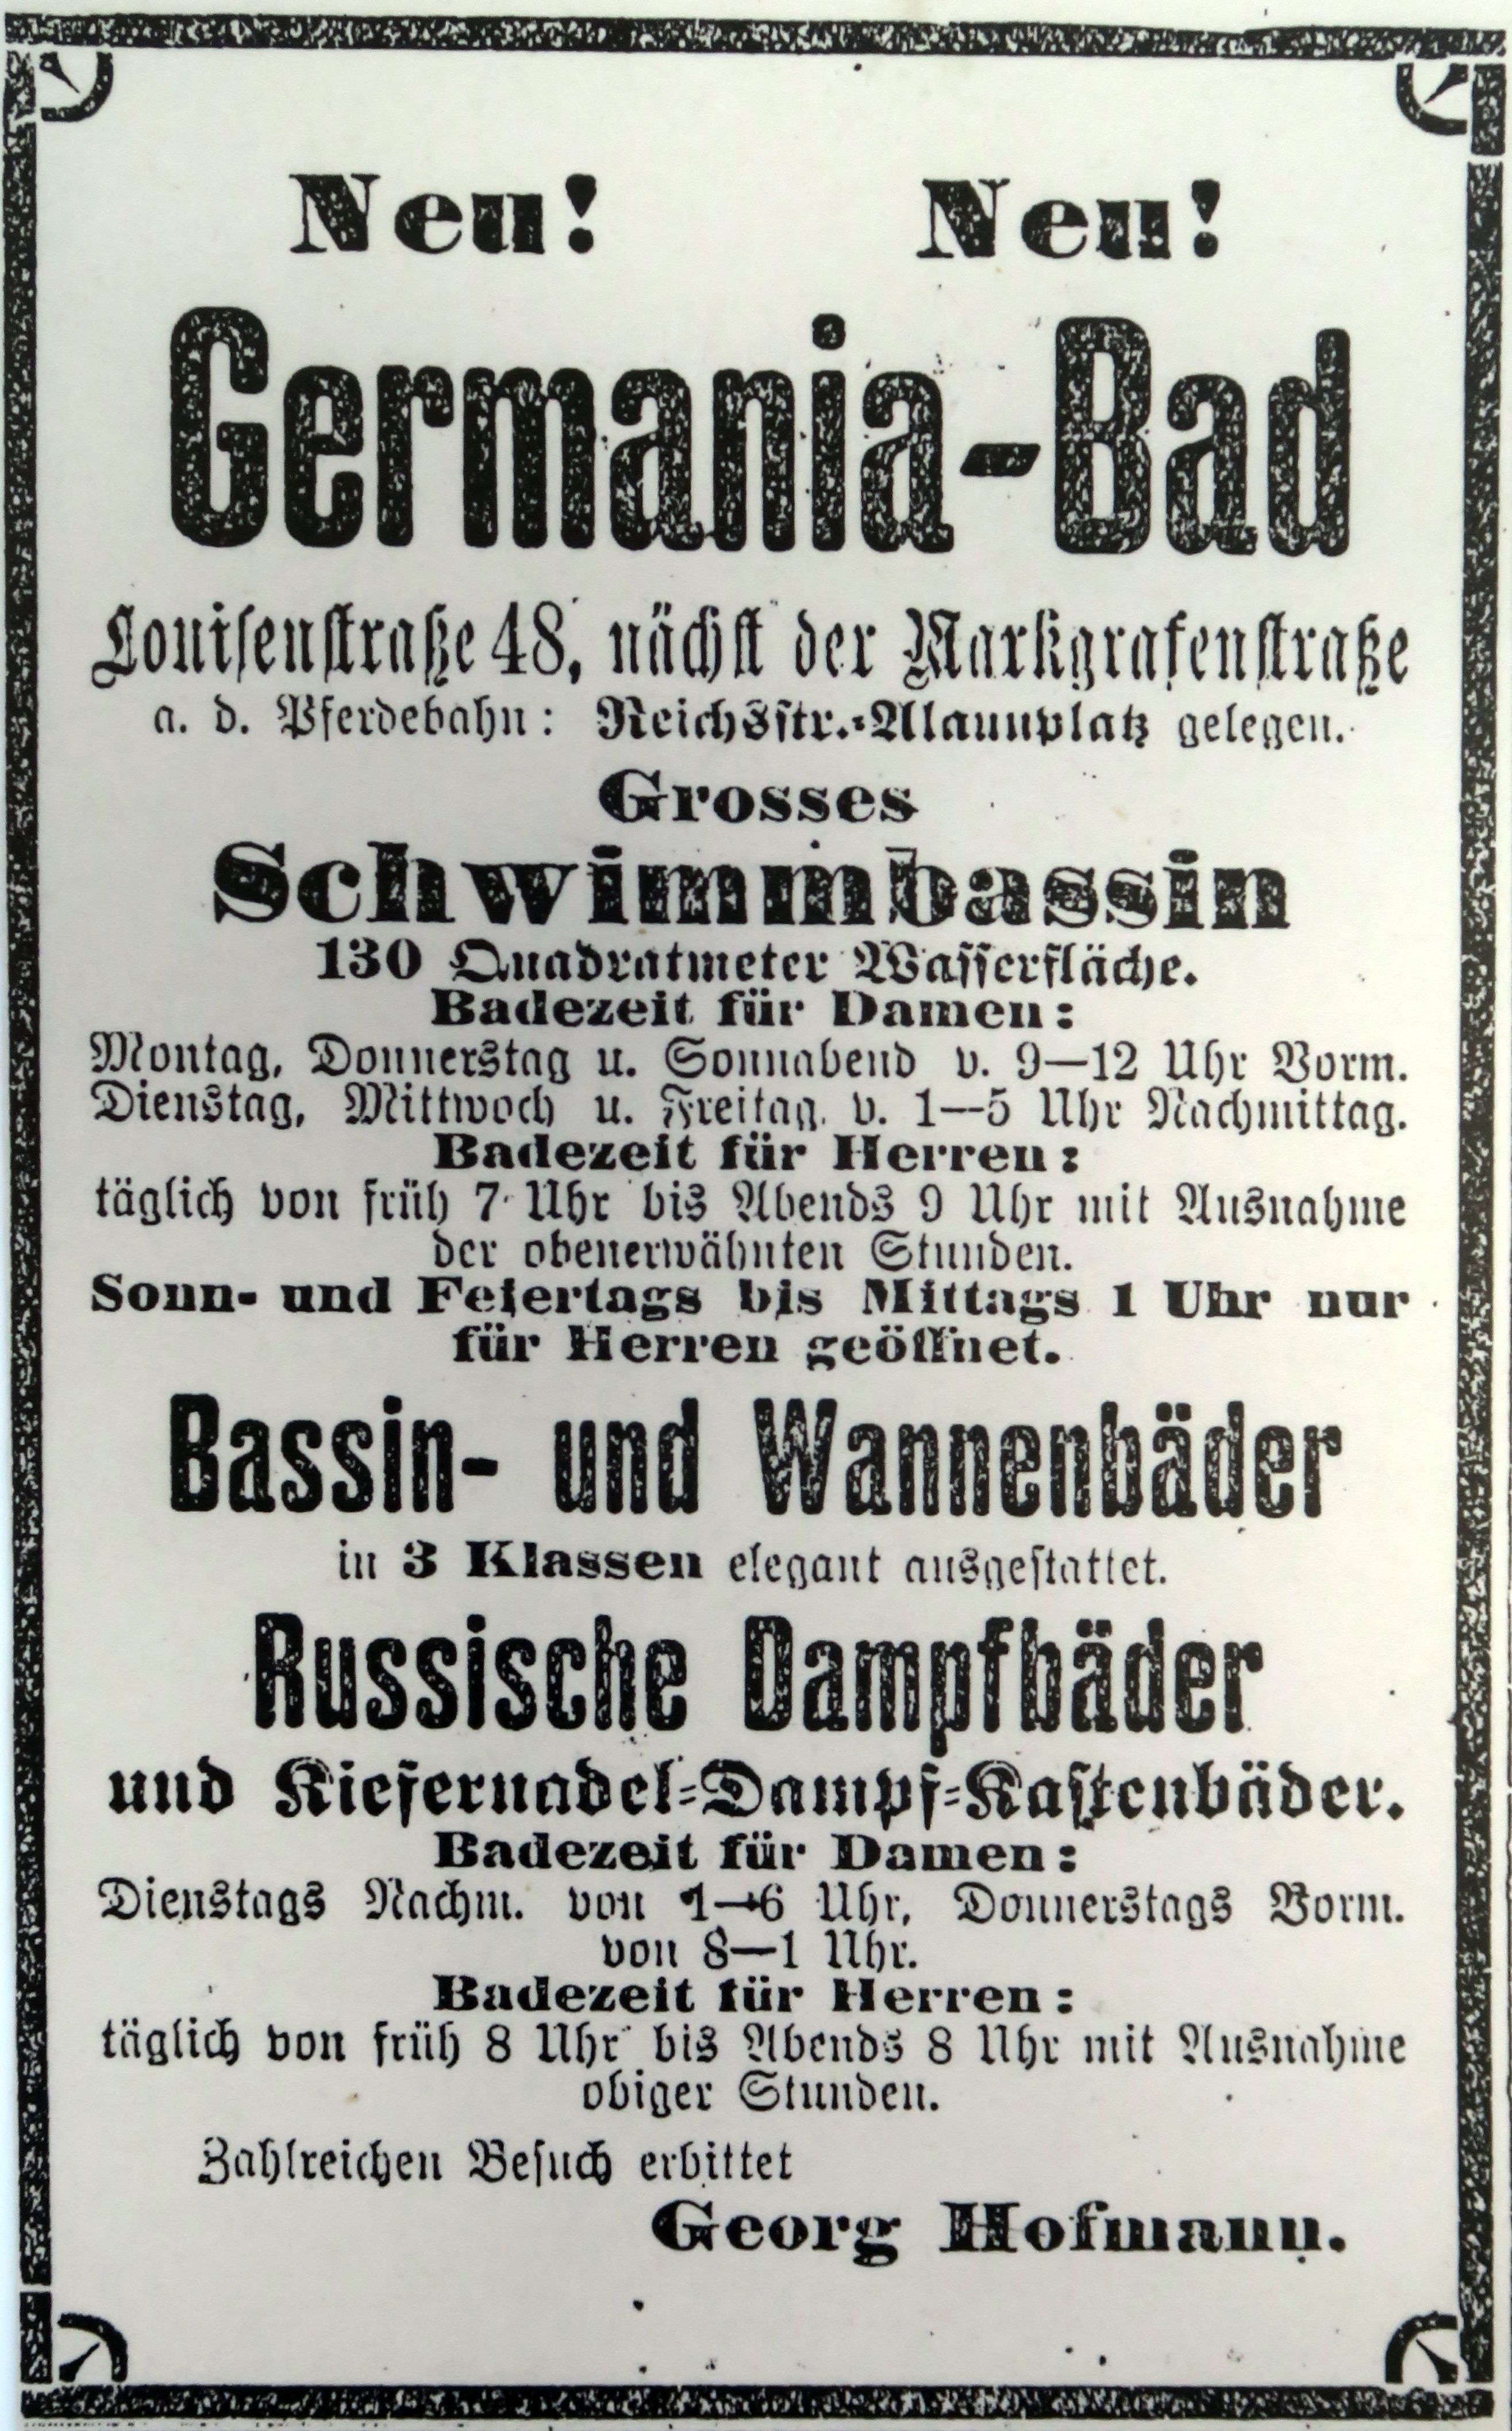 Neu! Neu!
Germania-Bad
Louisenstraße 48, nächst der Markgrafenstraße
a. d. Pferdebahn: Reichsstr.-Alaunplatz gelegen.
Grosses
Schwimmbassin
130 Quadratmeter Wasserfläche.
Badezeit für Damen:
Montag, Donnerstag u. Sonnabend v. 9—12 Uhr Vorm.
Dienstag, Mittwoch u. Freitag, v. 1—5 Uhr Nachmittag.
Badezeit für Herren:
täglich von früh 7 Uhr bis Abends 9 Uhr mit Ausnahme
der obenerwähnten Stunden.
Sonn- und Feiertags bis Mittags 1 Uhr nur
für Herren geöffnet.
Bassin- und Wannenbäder
in 3 Klassen elegant ausgestattet.
Russische Dampfbäder
und Kiefernadel-Dampf-Kastenbäder.
Badezeit für Damen:
Dienstags Nachm. von 1—6 Uhr, Donnerstags Vorm.
von 8—1 Uhr.
Badezeit für Herren:
täglich von früh 8 Uhr bis Abends 8 Uhr mit Ausnahme
obiger Stunden.
Zahlreichen Besuch erbittet
Georg Hofmann.